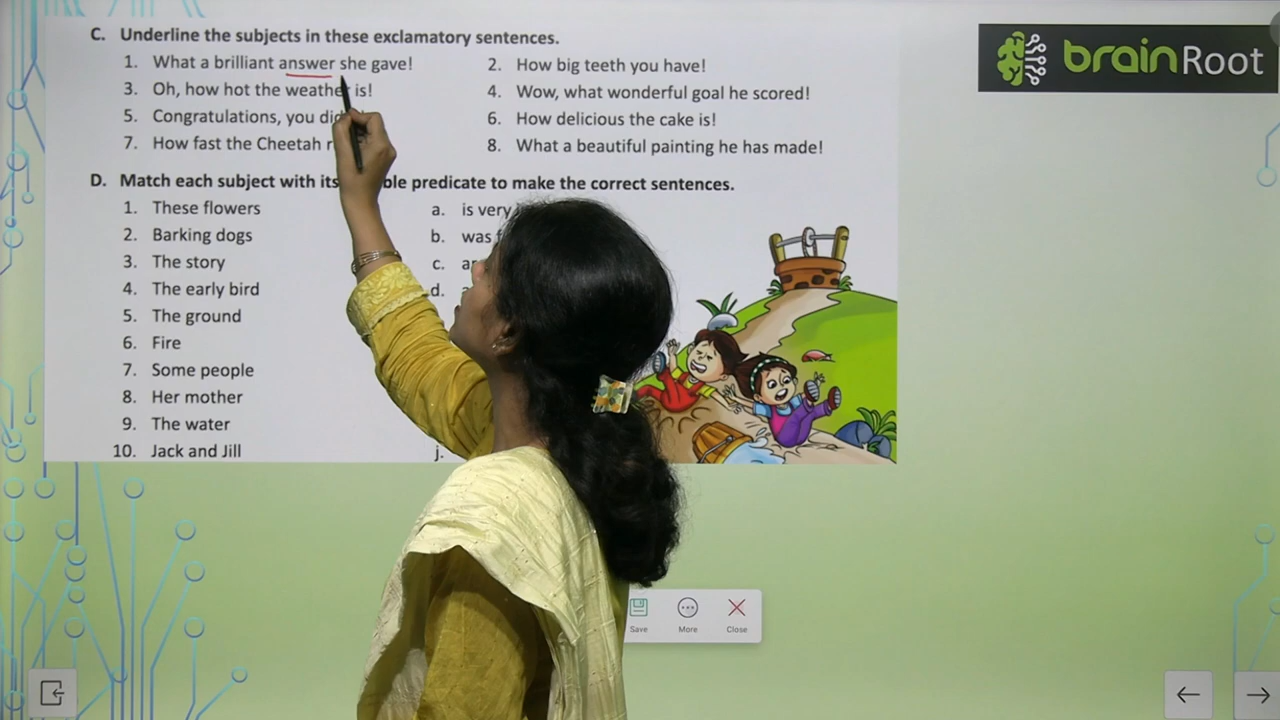 C. Underline the subjects in these exclamatory sentences.
1. What a brilliant answer she gave!
2. How big teeth you have!
3. Oh, how hot the weather is!
4. Wow, what wonderful goal he scored!
5. Congratulations, you
6. How delicious the cake is!
7. How fast the Cheetah
8. What a beautiful painting he has made!
D. Match each subject with its predicate to make the correct sentences.
1. These flowers
a. is very
2. Barking dogs
b. was
3. The story
c.
4. The early bird
d.
5. The ground
6. Fire
7. Some people
8. Her mother
9. The water
10. Jack and Jill
j.
brainRoot
Save More Close